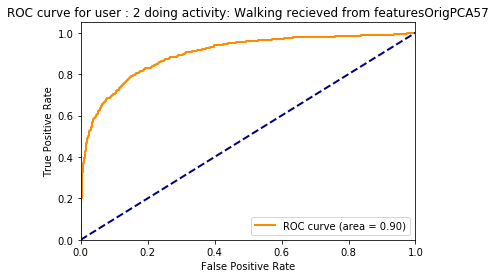 ROC curve for user : 2 doing activity: Walking recieved from featuresOrigPCA57
True Positive Rate
1.0
0.8
0.6
0.4
0.2
0.0
0.0 0.2 0.4 0.6 0.8 1.0
False Positive Rate
ROC curve (area = 0.90)